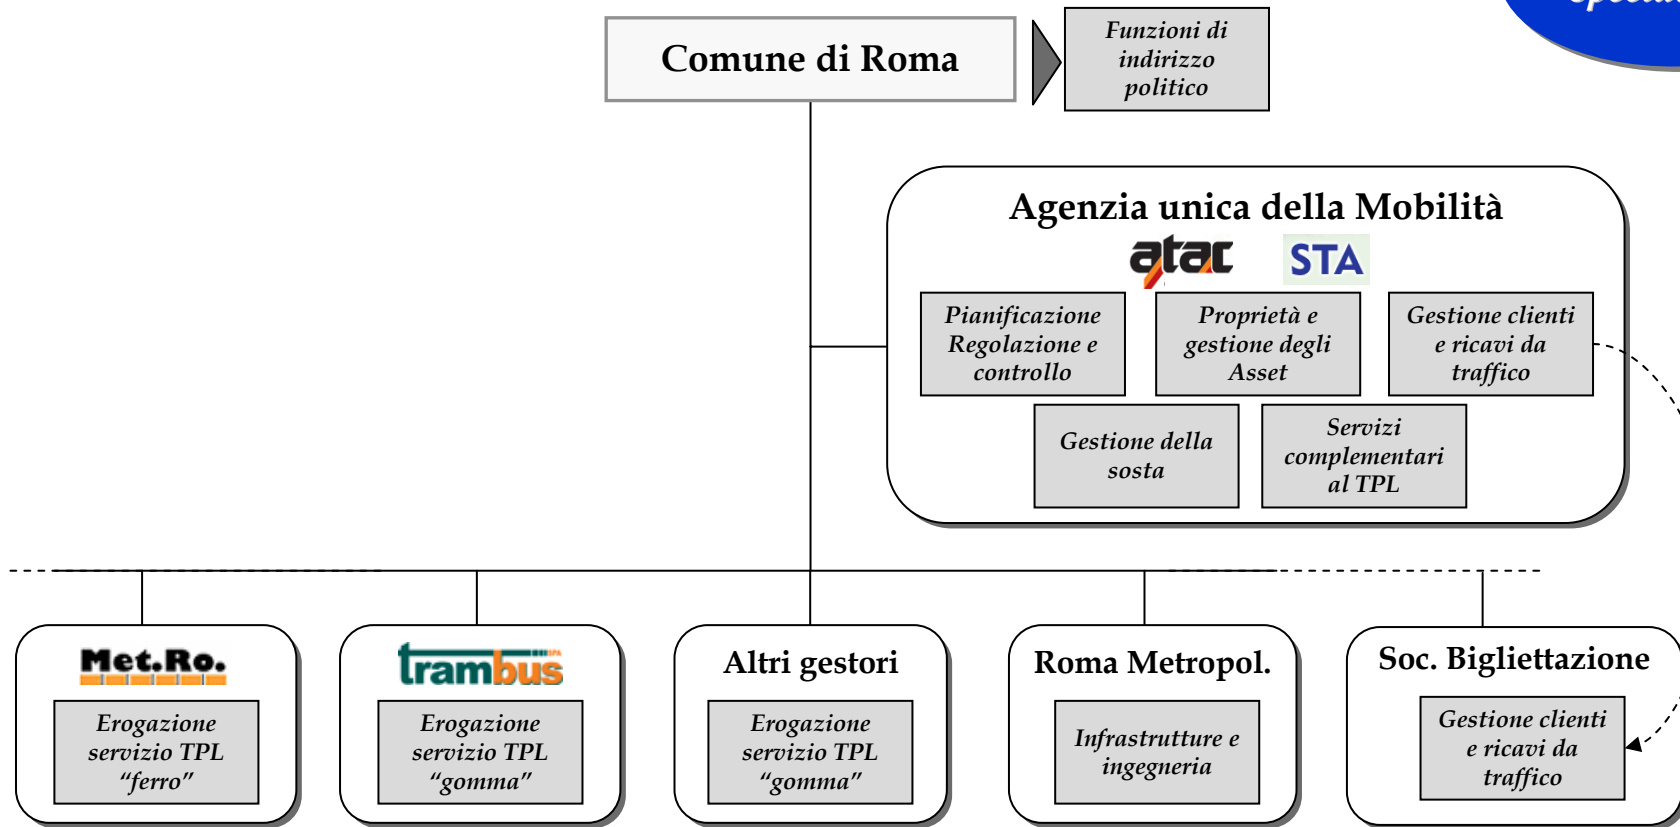 Comune di Roma
Funzioni di
indirizzo
politico
Agenzia unica della Mobilità
atac
STA
Pianificazione
Regolazione e
controllo
Proprietà e
gestione degli
Asset
Gestione clienti
e ricavi da
traffico
Gestione della
sosta
Servizi
complementari
al TPL
Met.Ro.
Erogazione
servizio TPL
“ferro”
trambus
SPA
Erogazione
servizio TPL
“gomma”
Altri gestori
Erogazione
servizio TPL
“gomma”
Roma Metropol.
Infrastrutture e
ingegneria
Soc. Bigliettazione
Gestione clienti
e ricavi da
traffico